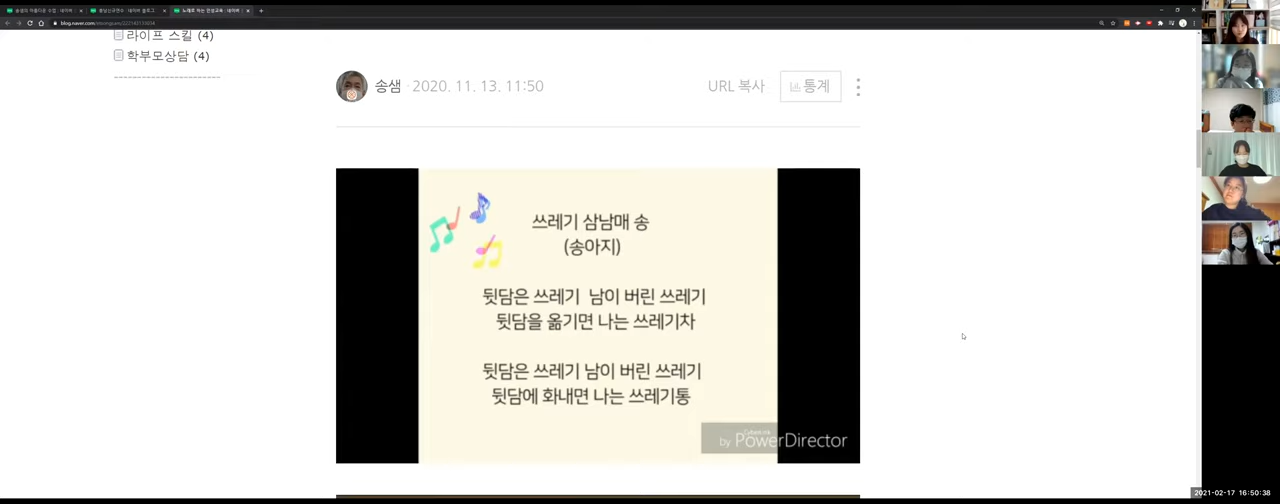 라이프 스킬 (4)
학부모상담 (4)
송샘 · 2020. 11. 13. 11:50
URL 복사
통계
쓰레기 삼남매 송
(송아지)
뒷담은 쓰레기 남이 버린 쓰레기
뒷담을 옮기면 나는 쓰레기차
뒷담은 쓰레기 남이 버린 쓰레기
뒷담에 화내면 나는 쓰레기통
by PowerDirector
2021-02-17 16:50:38